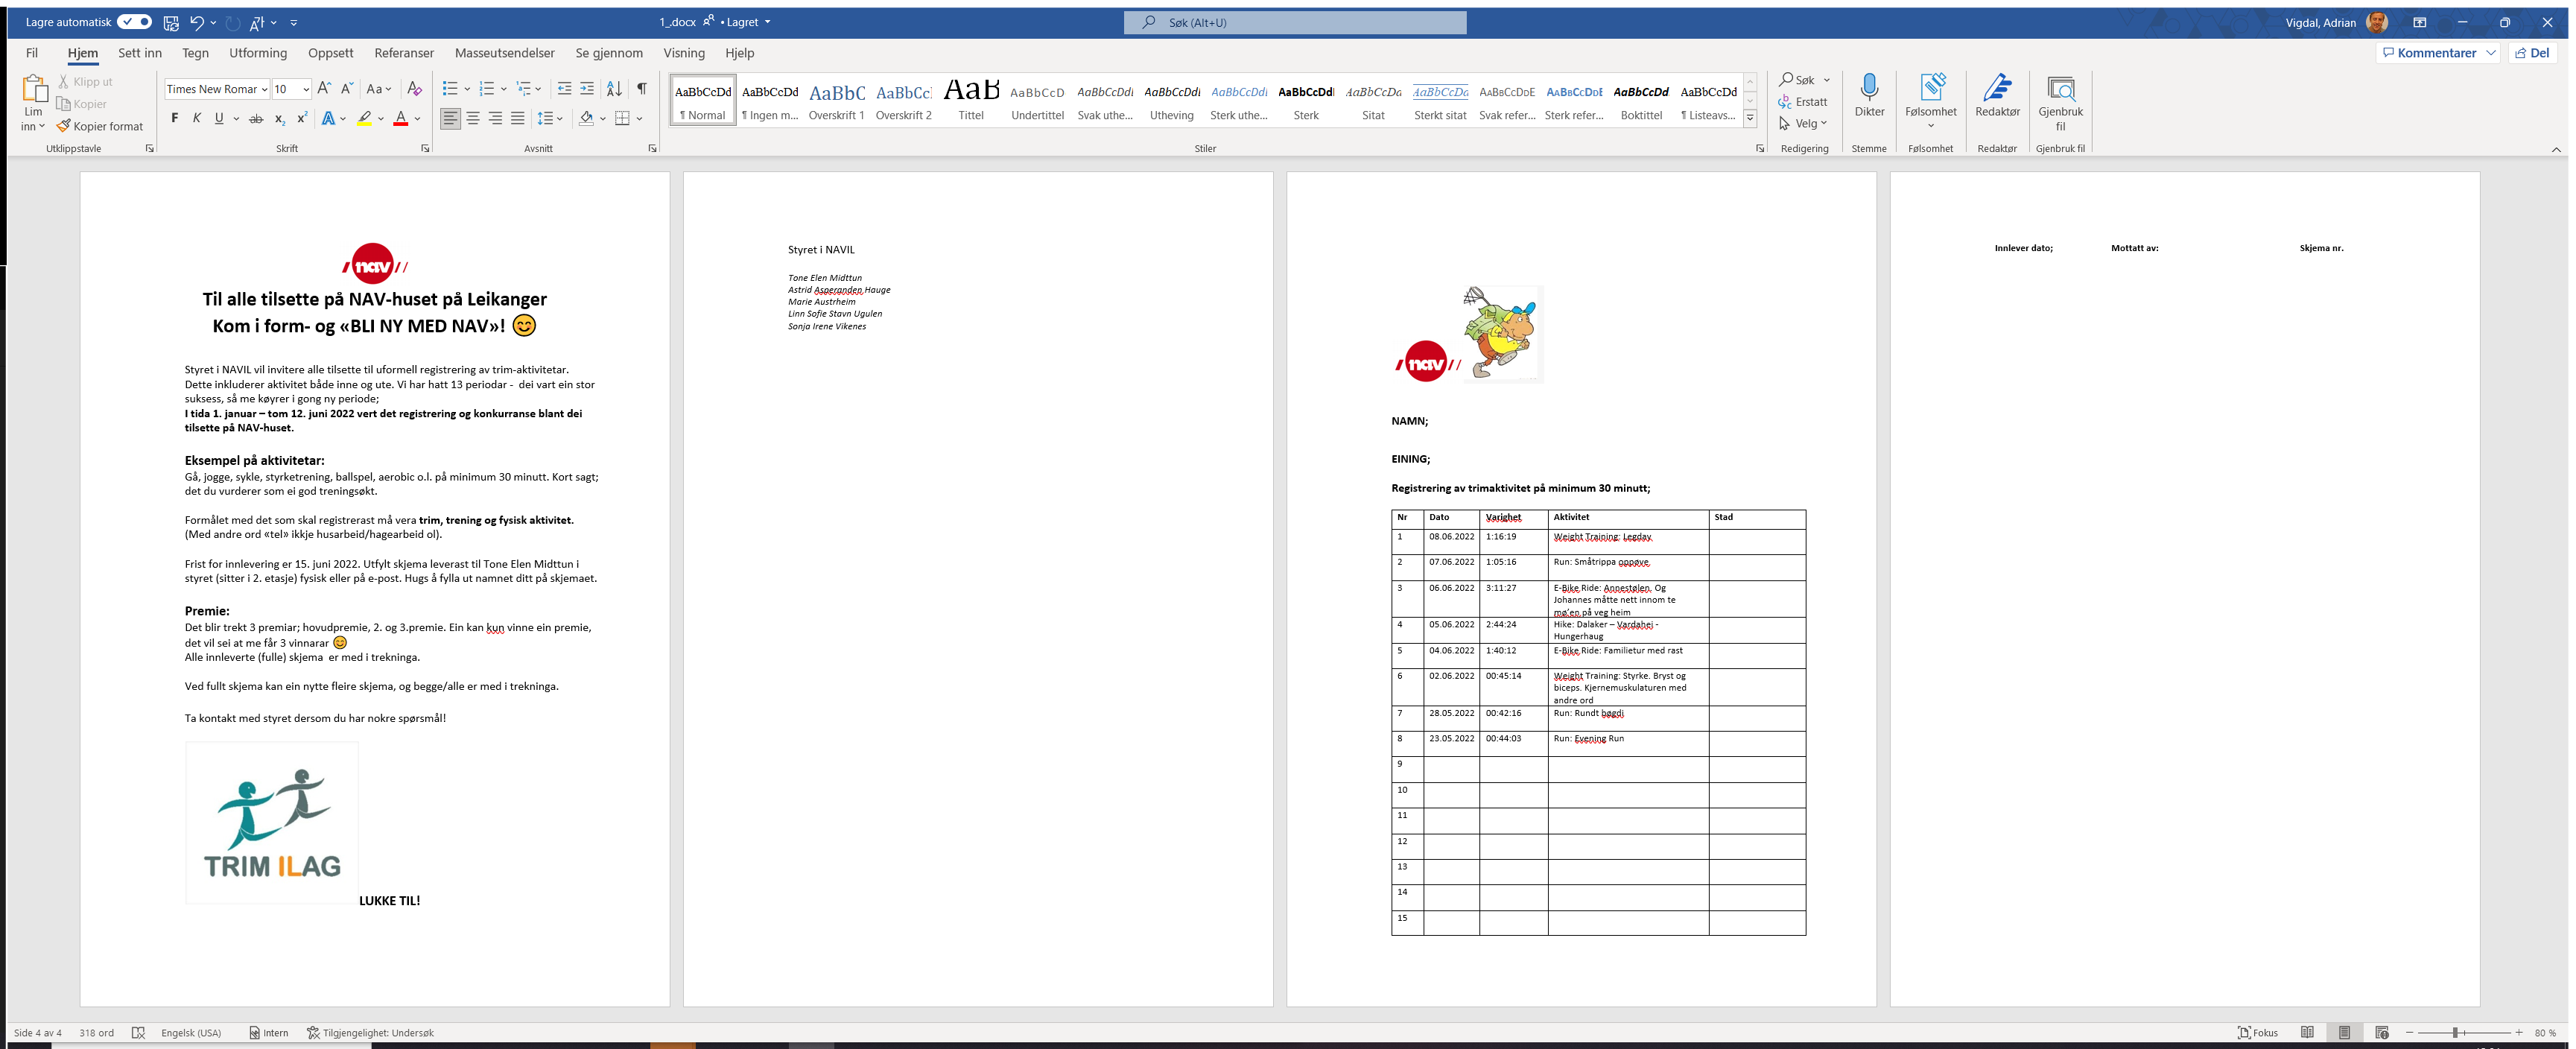 Lagre automatisk
1_.docx • Lagret
Søk (Alt+U)
Vigdal, Adrian
Fil Hjem Sett inn Tegn Utforming Oppsett Referanser Masseutsendelser Se gjennom Visning Hjelp
Kommentarer Del
Lim inn
Klipp ut
Kopier
Kopier format
Utklippstavle
Times New Romar 10
F K U
Skrift
Avsnitt
AaBbCcDd ¶ Normal
AaBbCcDd ¶ Ingen m...
AaBbC Overskrift 1
AaBbCc Overskrift 2
AaB Tittel
AaBbCcD Undertittel
AaBbCcDdI Svak uthe...
AaBbCcDdI Utheving
AaBbCcDdI Sterk uthe...
AaBbCcDdI Sterk
AaBbCcDd Sitat
AaBbCcDd Sterkt sitat
AABBCCDDE Svak refer...
AABBCCDDE Sterk refer...
AaBbCcDd Boktittel
AaBbCcDd ¶ Listeavs...
Stiler
Søk
Erstatt
Velg
Redigering
Dikter
Stemme
Følsomhet
Følsomhet
Redaktør
Redaktør
Gjenbruk fil
Gjenbruk fil
nav
Til alle tilsette på NAV-huset på Leikanger
Kom i form- og «BLI NY MED NAV»! 😊
Styret i NAVIL vil invitere alle tilsette til uformell registrering av trim-aktivitetar.
Dette inkluderer aktivitet både inne og ute. Vi har hatt 13 periodar - dei vart ein stor
suksess, så me køyrer i gong ny periode;
I tida 1. januar – tom 12. juni 2022 vert det registrering og konkurranse blant dei
tilsette på NAV-huset.
Eksempel på aktivitetar:
Gå, jogge, sykle, styrketrening, ballspel, aerobic o.l. på minimum 30 minutt. Kort sagt;
det du vurderer som ei god treningsøkt.
Formålet med det som skal registrerast må vera trim, trening og fysisk aktivitet.
(Med andre ord «tel» ikkje husarbeid/hagearbeid ol).
Frist for innlevering er 15. juni 2022. Utfylt skjema leverast til Tone Elen Midttun i
styret (sitter i 2. etasje) fysisk eller på e-post. Hugs å fylla ut namnet ditt på skjemaet.
Premie:
Det blir trekt 3 premiar; hovudpremie, 2. og 3.premie. Ein kan kun vinne ein premie,
det vil sei at me får 3 vinnarar 😊
Alle innleverte (fulle) skjema er med i trekninga.
Ved fullt skjema kan ein nytte fleire skjema, og begge/alle er med i trekninga.
Ta kontakt med styret dersom du har nokre spørsmål!
TRIM ILAG
LUKKE TIL!
Styret i NAVIL
Tone Elen Midttun
Astrid Asperanden Hauge
Marie Austrheim
Linn Sofie Stavn Ugulen
Sonja Irene Vikenes
nav
NAMN;
EINING;
Registrering av trimaktivitet på minimum 30 minutt;
Nr Dato Varighet Aktivitet Stad
1 08.06.2022 1:16:19 Weight Training: Legday
2 07.06.2022 1:05:16 Run: Småtrippa oppøve
3 06.06.2022 3:11:27 E-Bike Ride: Annestølen. Og
Johannes måtte nett innom te
mø'en på veg heim
4 05.06.2022 2:44:24 Hike: Dalaker – Vardahei -
Hungerhaug
5 04.06.2022 1:40:12 E-Bike Ride: Familietur med rast
6 02.06.2022 00:45:14 Weight Training: Styrke. Bryst og
biceps. Kjernemuskulaturen med
andre ord
7 28.05.2022 00:42:16 Run: Rundt bøgdi
8 23.05.2022 00:44:03 Run: Evening Run
9
10
11
12
13
14
15
Innlever dato; Mottatt av: Skjema nr.
Side 4 av 4 318 ord Engelsk (USA) Intern Tilgjengelighet: Undersøk
Fokus 80 %